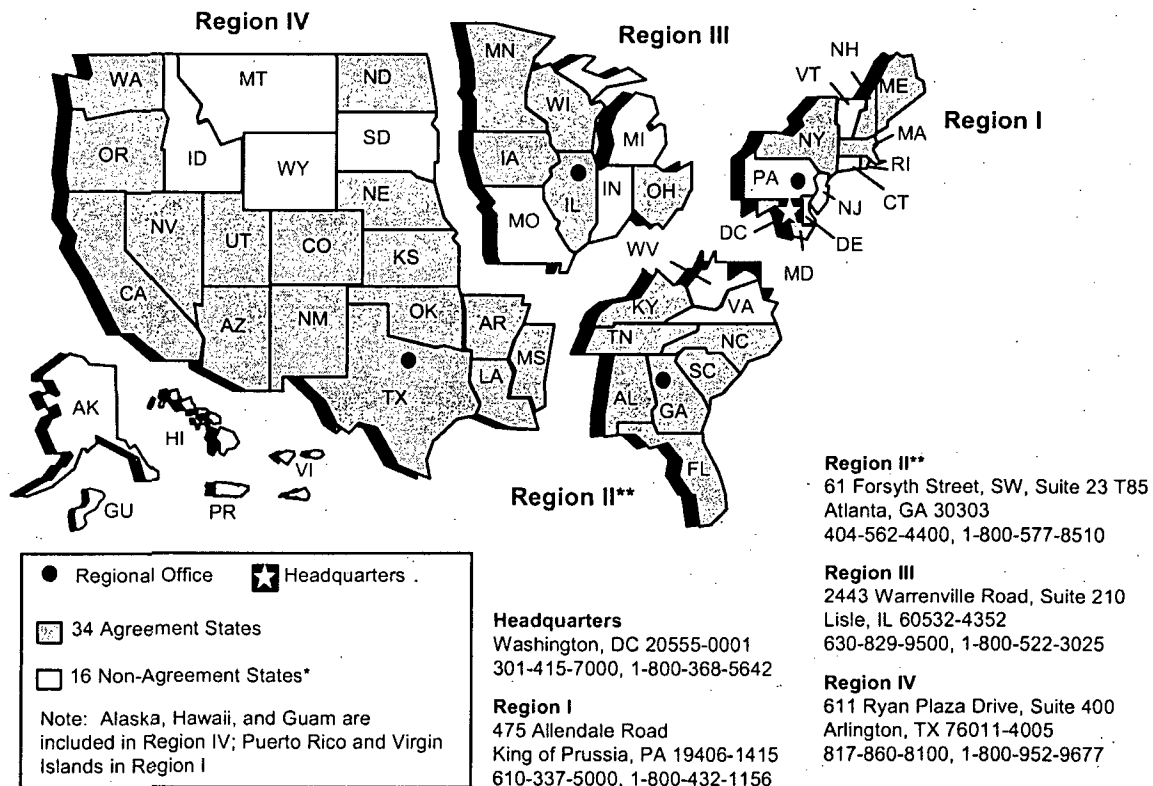 Region IV
Region III
Region I
WA
MT
ND
OR
ID
SD
WY
NE
NV
UT
CO
KS
CA
AZ
NM
OK
TX
AR
LA
MS
MN
WI
IA
MI
IL
IN
OH
MO
NH
VT
ME
NY
MA
RI
PA
CT
NJ
DC
DE
MD
WV
KY
VA
TN
NC
SC
AL
GA
FL
AK
HI
VI
GU
PR
Region II**
Regional Office Headquarters
34 Agreement States
16 Non-Agreement States*
Note: Alaska, Hawaii, and Guam are
included in Region IV; Puerto Rico and Virgin
Islands in Region I
Headquarters
Washington, DC 20555-0001
301-415-7000, 1-800-368-5642
Region I
475 Allendale Road
King of Prussia, PA 19406-1415
610-337-5000, 1-800-432-1156
Region II**
61 Forsyth Street, SW, Suite 23 T85
Atlanta, GA 30303
404-562-4400, 1-800-577-8510
Region III
2443 Warrenville Road, Suite 210
Lisle, IL 60532-4352
630-829-9500, 1-800-522-3025
Region IV
611 Ryan Plaza Drive, Suite 400
Arlington, TX 76011-4005
817-860-8100, 1-800-952-9677